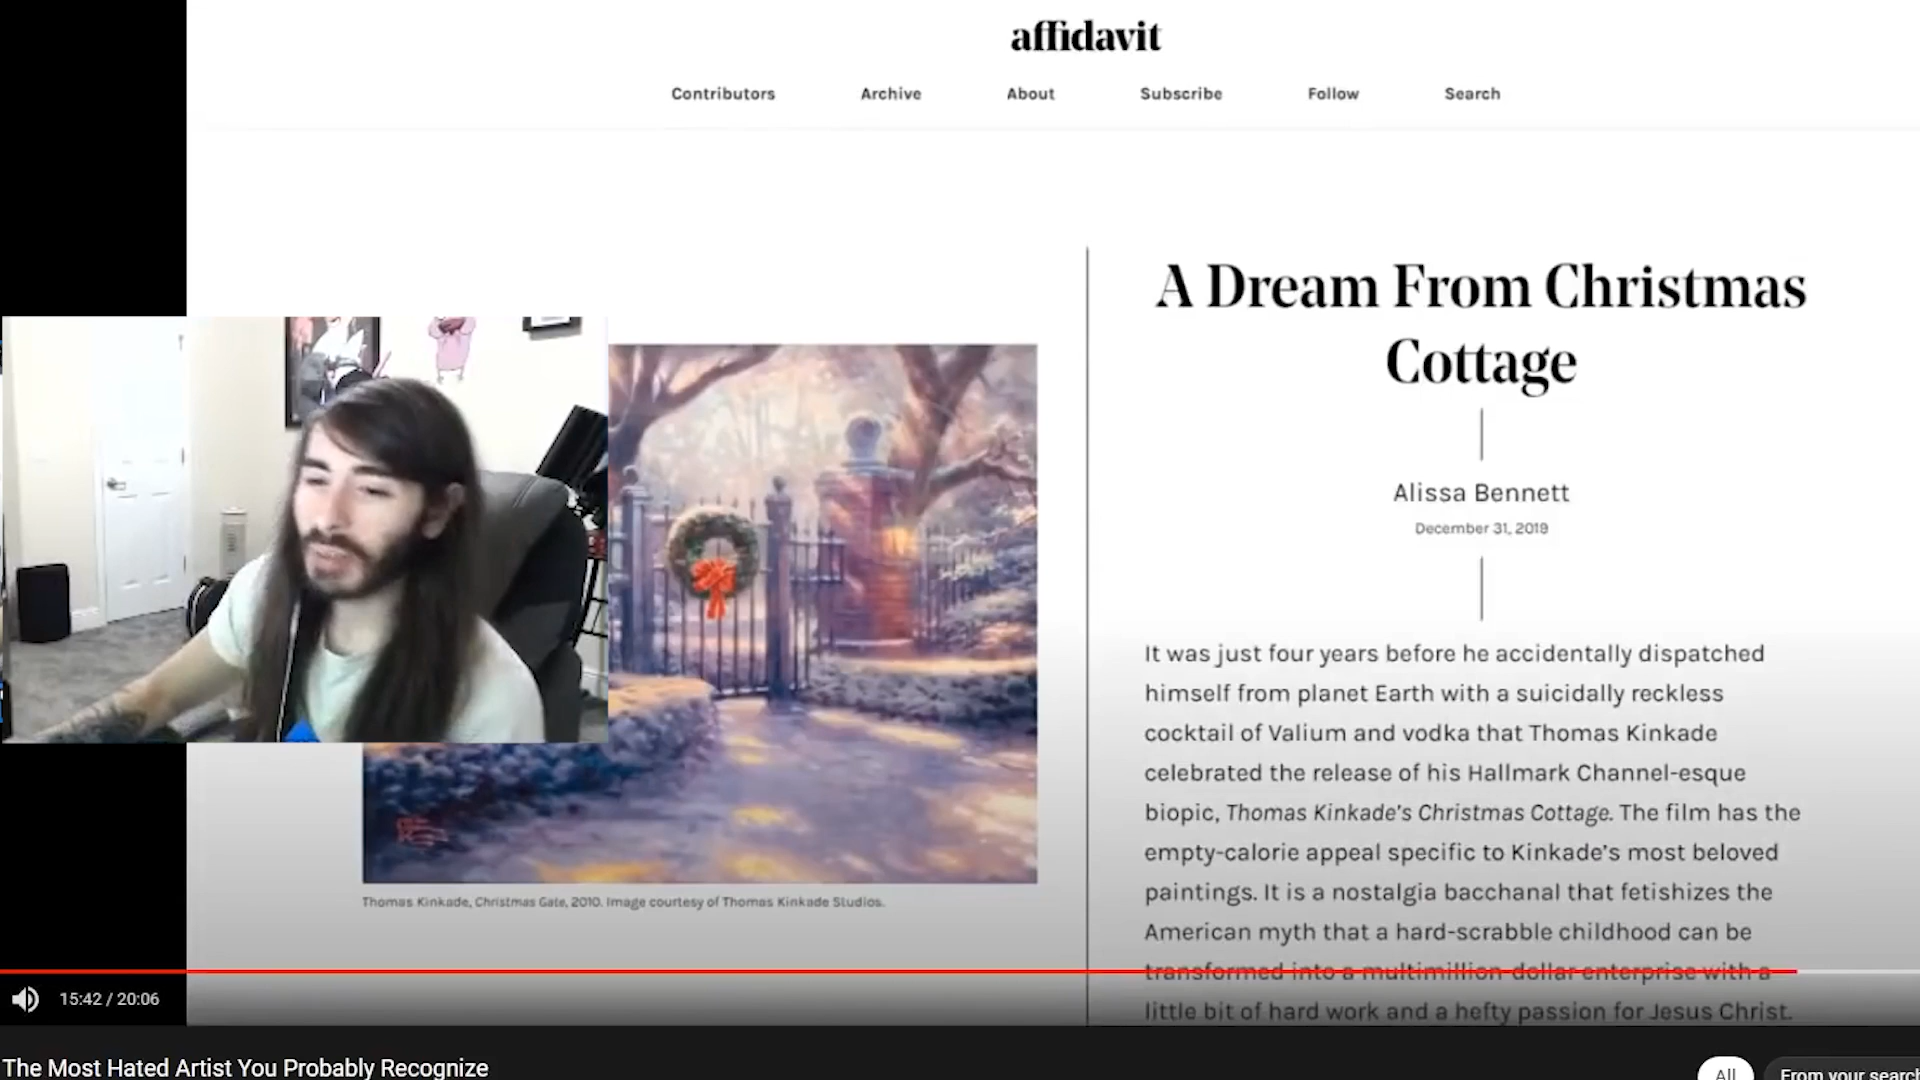 affidavit
Contributors Archive About Subscribe Follow Search
A Dream From Christmas
Cottage
Alissa Bennett
December 31, 2019
It was just four years before he accidentally dispatched
himself from planet Earth with a suicidally reckless
cocktail of Valium and vodka that Thomas Kinkade
celebrated the release of his Hallmark Channel-esque
biopic, Thomas Kinkade's Christmas Cottage. The film has the
empty-calorie appeal specific to Kinkade's most beloved
paintings. It is a nostalgia bacchanal that fetishizes the
American myth that a hard-scrabble childhood can be
transformed into a multimillion-dollar enterprise with a
little bit of hard work and a hefty passion for Jesus Christ.
Thomas Kinkade, Christmas Gate, 2010. Image courtesy of Thomas Kinkade Studios.
15:42 / 20:06
The Most Hated Artist You Probably Recognize
All From your search